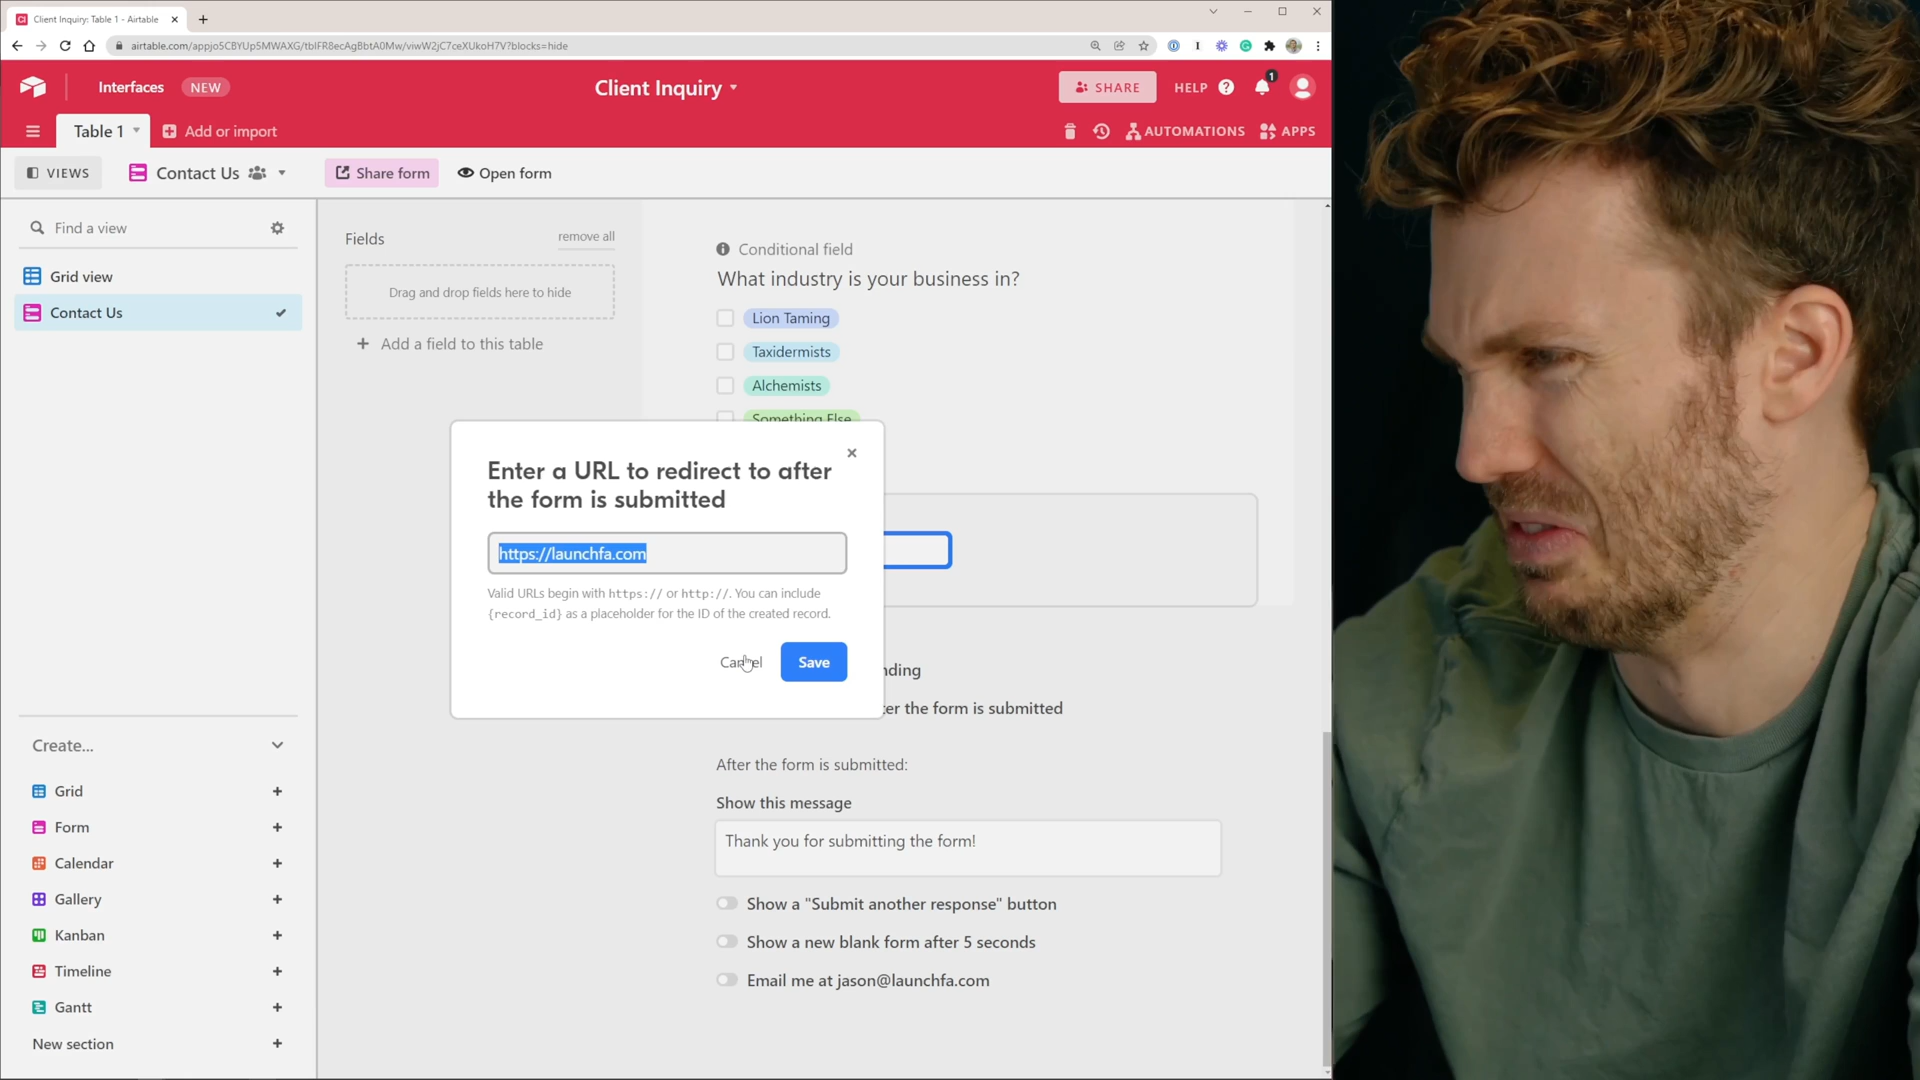 Client Inquiry: Table 1 - Airtable
airtable.com/appjo5CBYUp5MWAXG/tblFR8ecAgBbtA0Mw/viwW2jC7ceXUkoH7V?blocks=hide
Interfaces NEW
Client Inquiry
SHARE
HELP
1
Table 1
Add or import
AUTOMATIONS
APPS
VIEWS
Contact Us
Share form
Open form
Find a view
Grid view
Contact Us
Create...
Grid
Form
Calendar
Gallery
Kanban
Timeline
Gantt
New section
Fields
remove all
Drag and drop fields here to hide
Add a field to this table
Conditional field
What industry is your business in?
Lion Taming
Taxidermists
Alchemists
Something Else
Enter a URL to redirect to after
the form is submitted
https://launchfa.com
Valid URLs begin with https:// or http://. You can include
{record_id} as a placeholder for the ID of the created record.
Cancel
Save
nding
er the form is submitted
After the form is submitted:
Show this message
Thank you for submitting the form!
Show a "Submit another response" button
Show a new blank form after 5 seconds
Email me at jason@launchfa.com